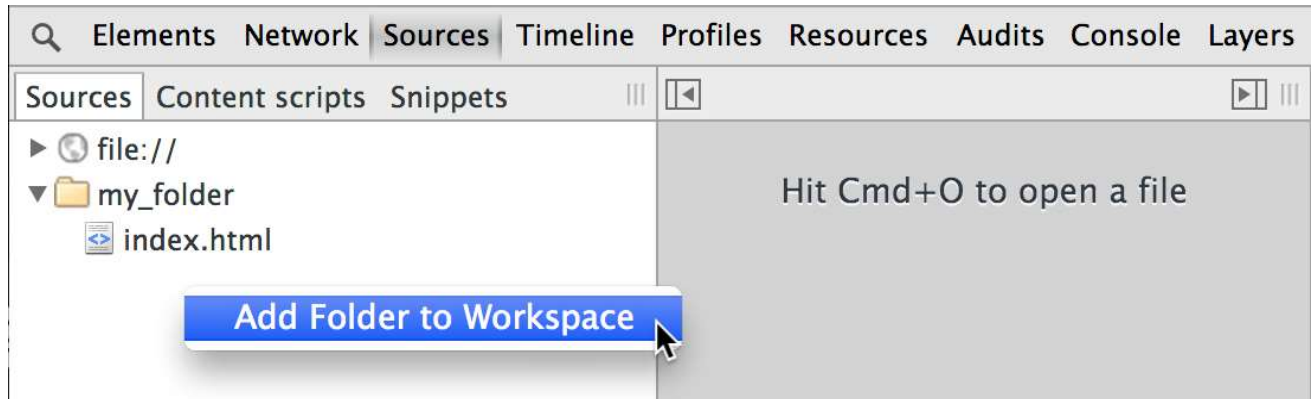 Elements Network Sources Timeline Profiles Resources Audits Console Layers
Sources Content scripts Snippets
file://
my_folder
Hit Cmd+O to open a file
index.html
Add Folder to Workspace